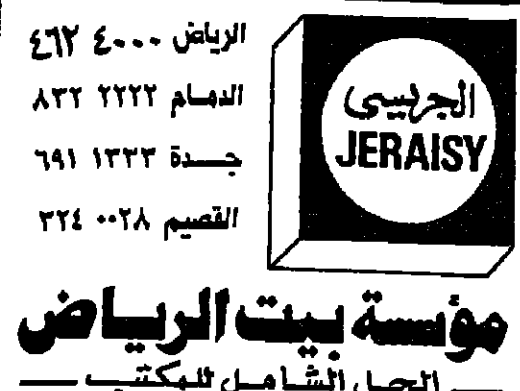 الرياض ٤٠٠٠ ٤٦٢
الدمام ٢٢٢٢ ٨٣٢
جدة ١٣٣٣ ٦٩١
القصيم ٠٠٢٨ ٣٢٤
الجريسي
JERAISY
مؤسسة بيت الرياض
الحل الشامل للمكتب